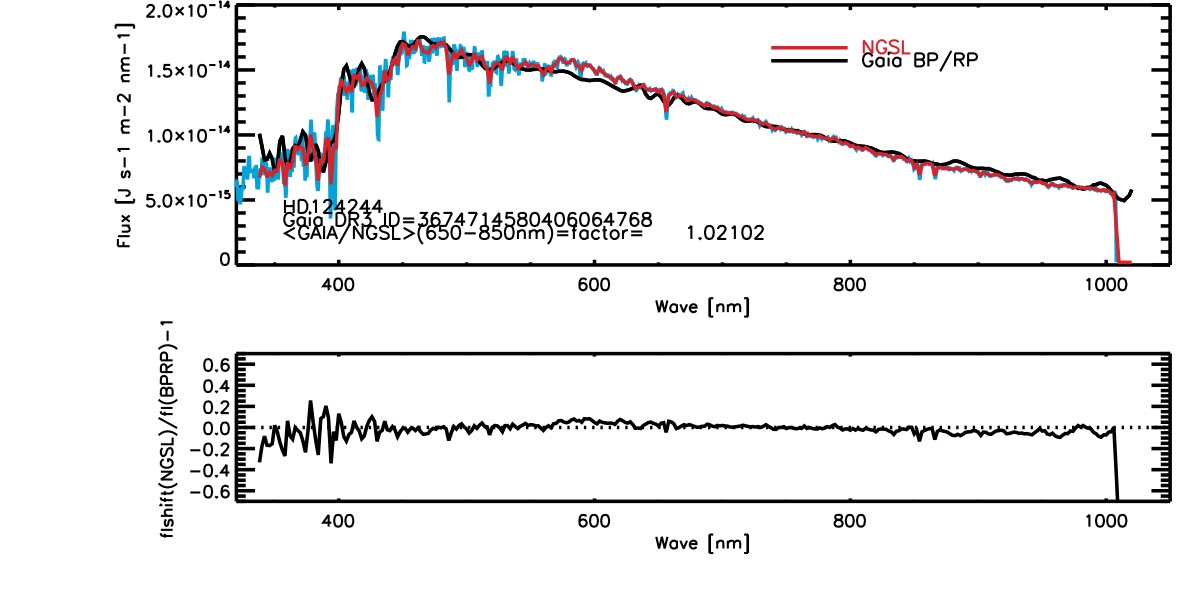 2.0×10⁻¹⁴
1.5×10⁻¹⁴
1.0×10⁻¹⁴
5.0×10⁻¹⁵
0
Flux [J s−1 m−2 nm−1]
NGSL
Gaia BP/RP
HD124244
Gaia DR3 ID=3674714580406064768
<GAIA/NGSL>(650−850nm)=factor= 1.02102
400 600 800 1000
Wave [nm]
flshift(NGSL)/fl(BPRP)−1
0.6
0.4
0.2
0.0
−0.2
−0.4
−0.6
400 600 800 1000
Wave [nm]